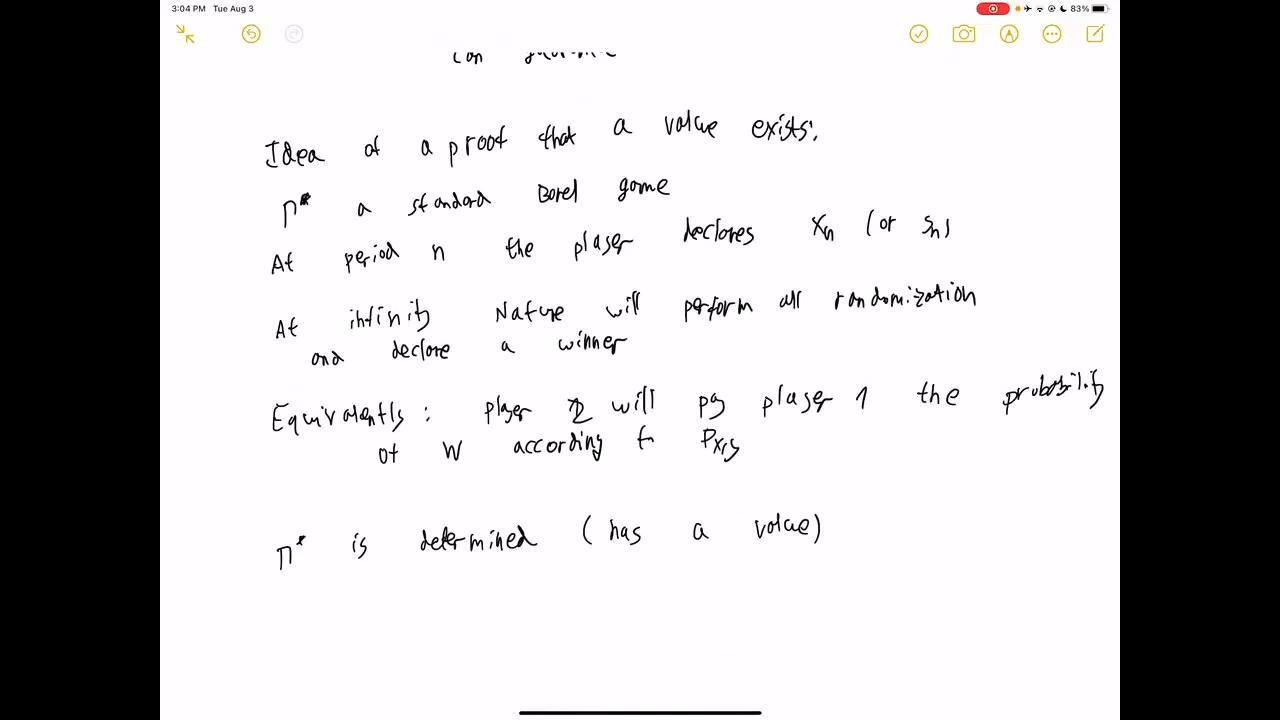 3:04 PM Tue Aug 3
83%
Idea of a proof that a value exists:
Γ* a standard Borel game
At period n the player declares xn (or sn)
At infinity Nature will perform all randomization
and declare a winner
Equivalently: player 2 will pay player 1 the probability
of W according to Px,y
Γ* is determined (has a value)